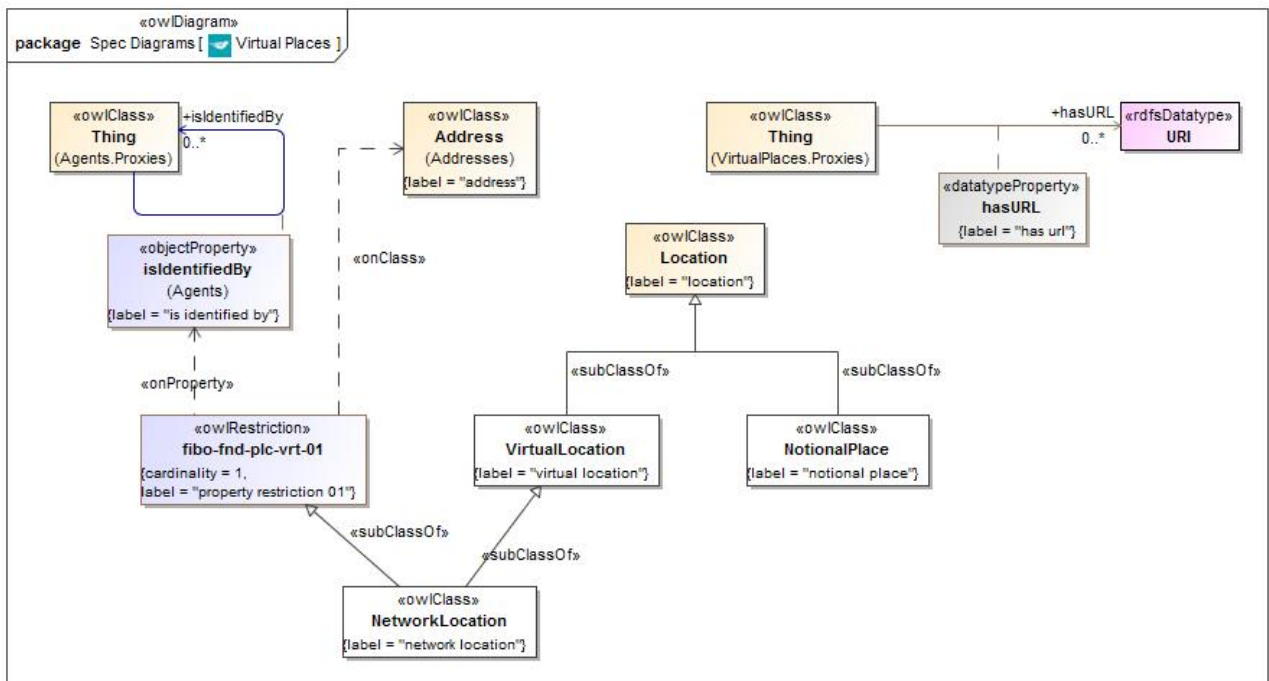 «owlDiagram»
package Spec Diagrams [ Virtual Places ]
«owlClass»
Thing
(Agents.Proxies)
+isIdentifiedBy
0..*
«owlClass»
Address
(Addresses)
{label = "address"}
«owlClass»
Thing
(VirtualPlaces.Proxies)
+hasURL
0..*
«rdfsDatatype»
URI
«datatypeProperty»
hasURL
{label = "has url"}
«objectProperty»
isIdentifiedBy
(Agents)
{label = "is identified by"}
«onClass»
«owlClass»
Location
{label = "location"}
«onProperty»
«subClassOf»
«subClassOf»
«owlRestriction»
fibo-fnd-plc-vrt-01
{cardinality = 1,
label = "property restriction 01"}
«owlClass»
VirtualLocation
{label = "virtual location"}
«owlClass»
NotionalPlace
{label = "notional place"}
«subClassOf»
«subClassOf»
«owlClass»
NetworkLocation
{label = "network location"}